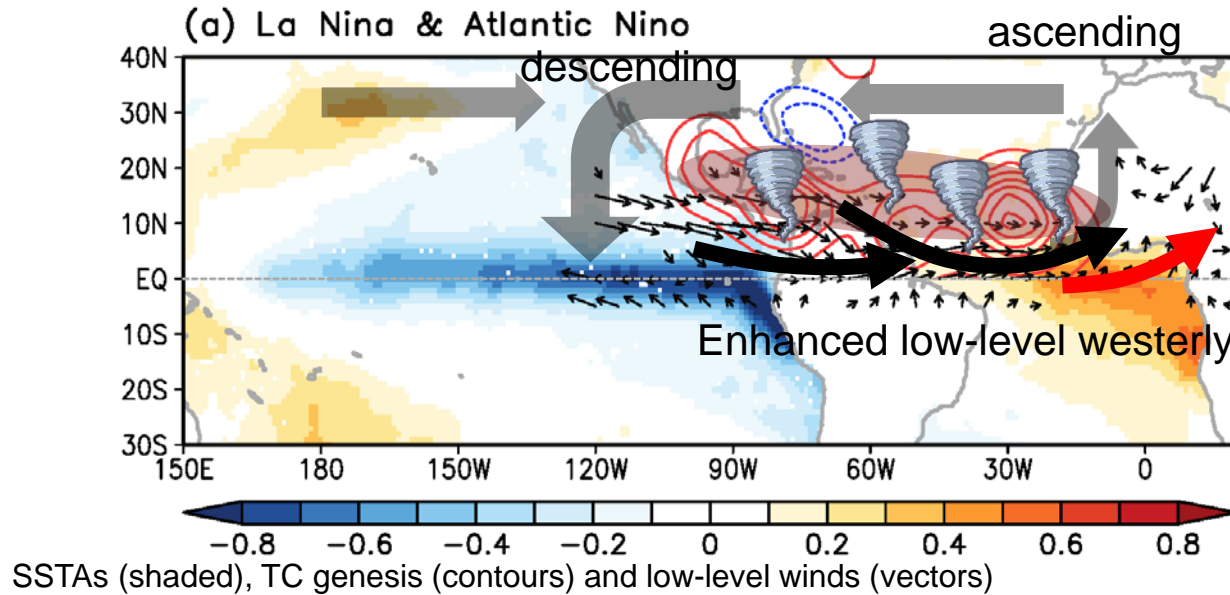 (a) La Nina & Atlantic Nino
ascending
descending
40N
30N
20N
10N
EQ
10S
20S
30S
Enhanced low-level westerly
150E 180 150W 120W 90W 60W 30W 0
−0.8 −0.6 −0.4 −0.2 0 0.2 0.4 0.6 0.8
SSTAs (shaded), TC genesis (contours) and low-level winds (vectors)